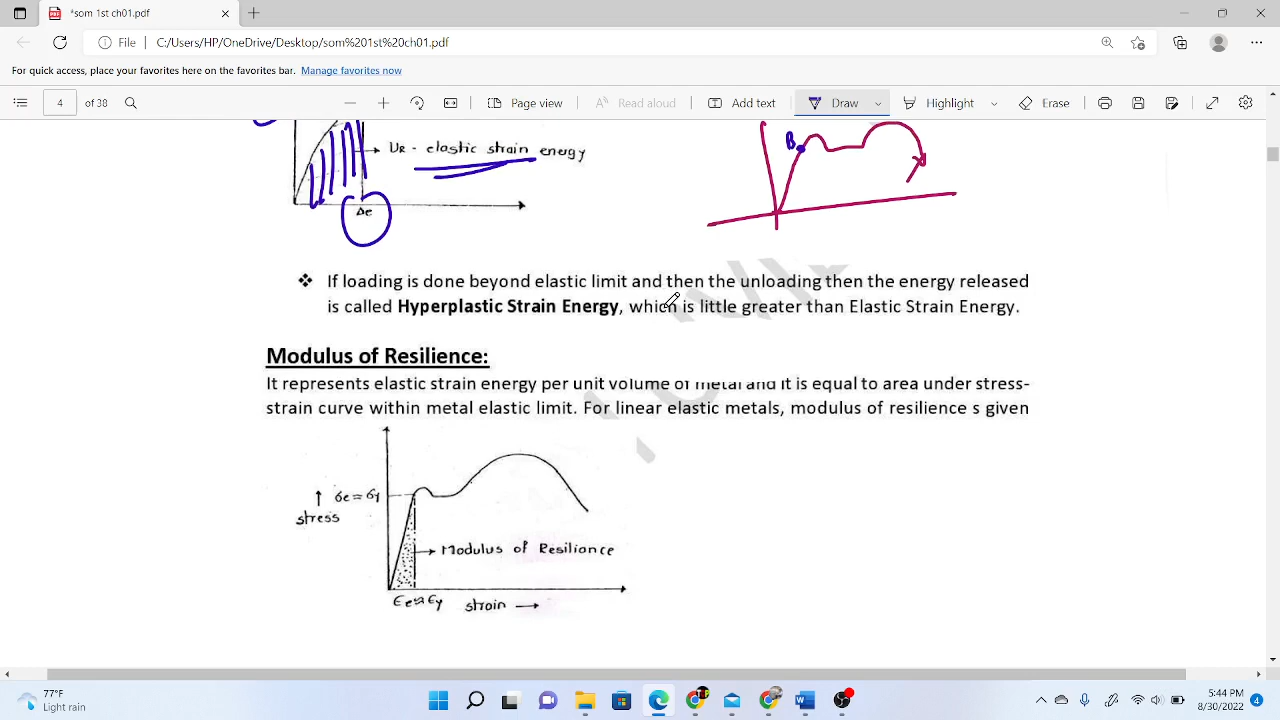 *som 1st ch01.pdf
File
C:/Users/HP/OneDrive/Desktop/som%201st%20ch01.pdf
For quick access, place your favorites here on the favorites bar. Manage favorites now
4 of 38
Page view
Read aloud
Add text
Draw
Highlight
Erase
UR - elastic strain energy
Δe
B
❖ If loading is done beyond elastic limit and then the unloading then the energy released
is called Hyperplastic Strain Energy, which is little greater than Elastic Strain Energy.
Modulus of Resilience:
It represents elastic strain energy per unit volume of metal and it is equal to area under stress-
strain curve within metal elastic limit. For linear elastic metals, modulus of resilience s given
↑ σe = σy
stress
→ Modulus of Resiliance
Ee≈Ey strain →
77°F
Light rain
5:44 PM
8/30/2022
4